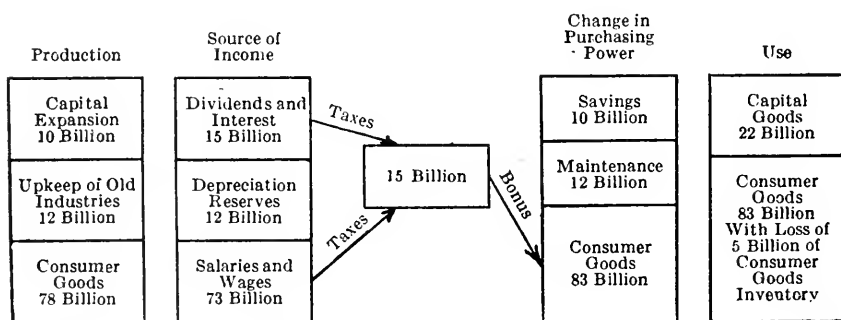 Production
Capital
Expansion
10 Billion
Upkeep of Old
Industries
12 Billion
Consumer
Goods
78 Billion
Source of
Income
Dividends and
Interest
15 Billion
Depreciation
Reserves
12 Billion
Salaries and
Wages
73 Billion
Taxes
Taxes
15 Billion
Bonus
Change in
Purchasing
Power
Savings
10 Billion
Maintenance
12 Billion
Consumer
Goods
83 Billion
Use
Capital
Goods
22 Billion
Consumer
Goods
83 Billion
With Loss of
5 Billion of
Consumer
Goods
Inventory